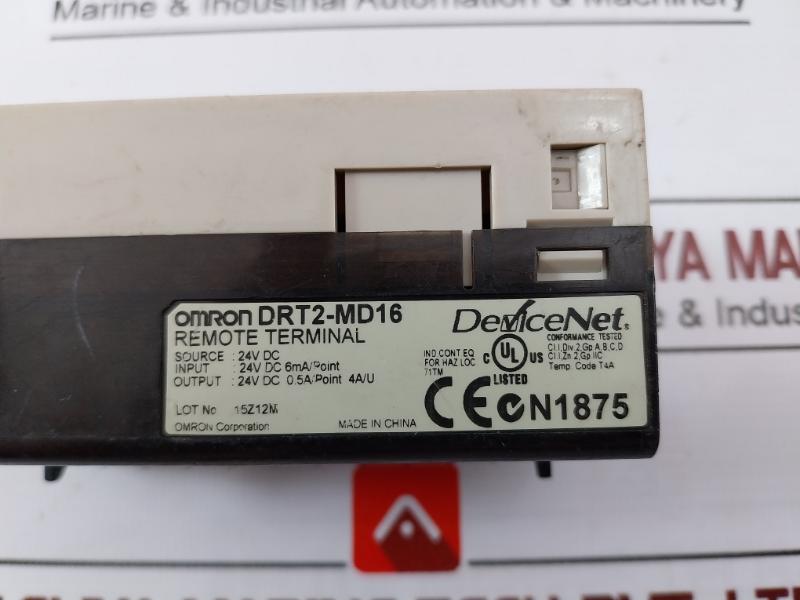 Marine & Industrial Automation & Machinery
OMRON DRT2-MD16
REMOTE TERMINAL
SOURCE : 24V DC
INPUT : 24V DC 6mA/Point
OUTPUT : 24V DC 0.5A/Point 4A/U
LOT No 15Z12M
OMRON Corporation
MADE IN CHINA
DeviceNet
CONFORMANCE TESTED
IND CONT EQ
FOR HAZ LOC
71TM
C UL US
LISTED
Cl.I,Div.2,Gp.A,B,C,D
Cl.I,Zn 2,Gp.IIC
Temp. Code T4A
CE N1875
YA MA
& Indus